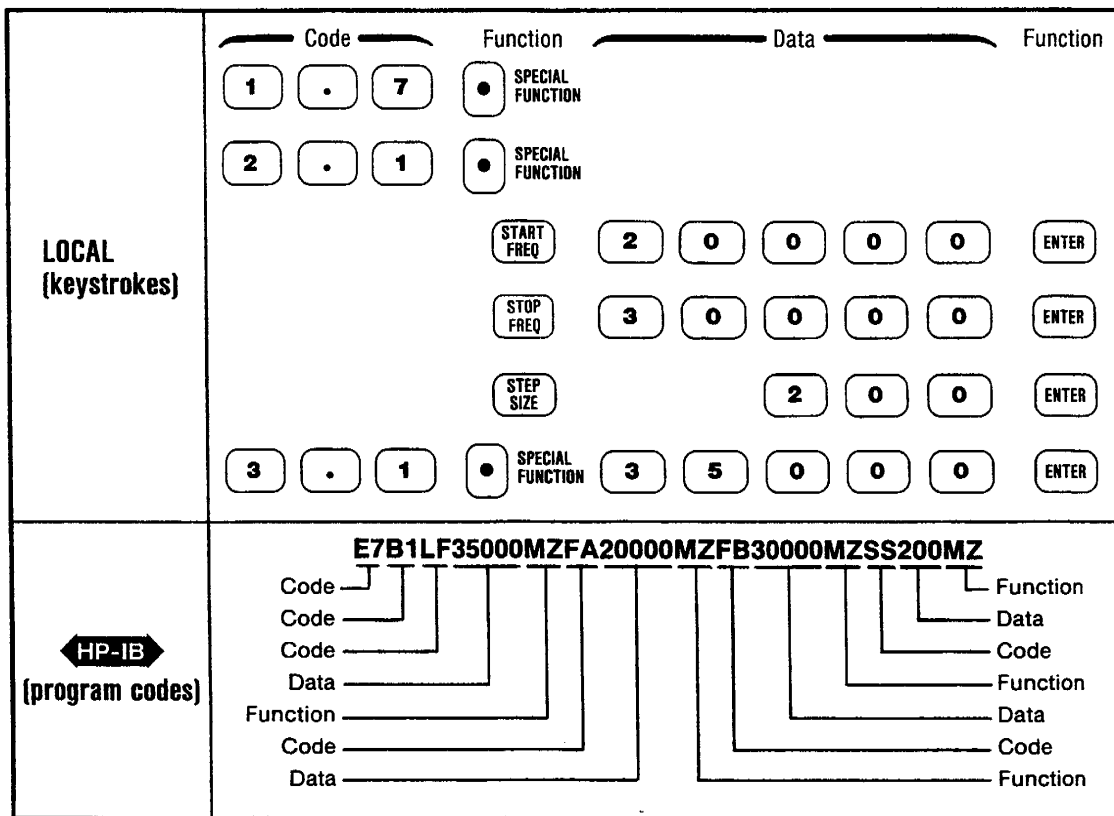 Code Function Data Function
1 . 7 SPECIAL FUNCTION
2 . 1 SPECIAL FUNCTION
LOCAL
(keystrokes)
START FREQ 2 0 0 0 0 ENTER
STOP FREQ 3 0 0 0 0 ENTER
STEP SIZE 2 0 0 ENTER
3 . 1 SPECIAL FUNCTION 3 5 0 0 0 ENTER
HP-IB
(program codes)
E7B1LF35000MZFA20000MZFB30000MZSS200MZ
Code Function
Code Data
Code Code
Data Function
Function Data
Code Code
Data Function